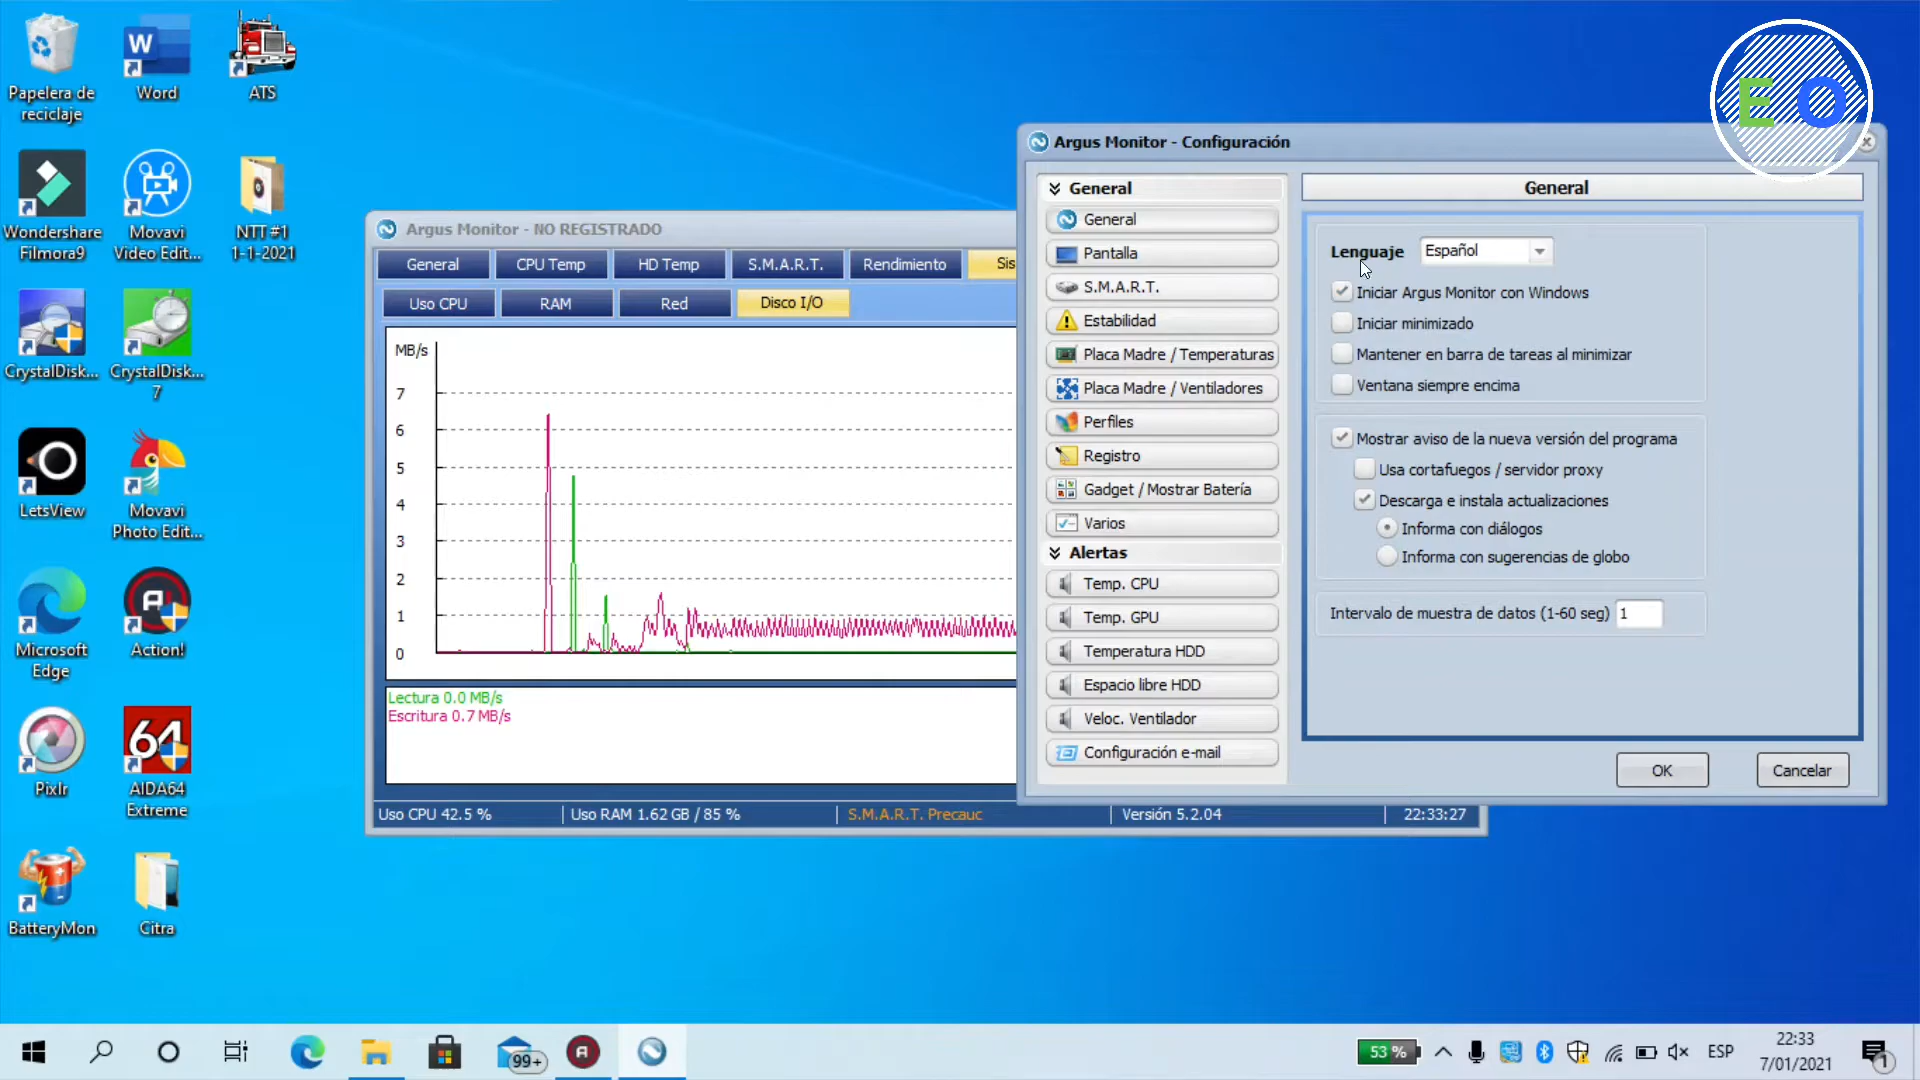 Papelera de
reciclaje
Word
ATS
Wondershare
Filmora9
Movavi
Video Edit...
NTT #1
1-1-2021
CrystalDisk...
CrystalDisk...
7
LetsView
Movavi
Photo Edit...
Microsoft
Edge
Action!
PixIr
64
AIDA64
Extreme
BatteryMon
Citra
E O
Argus Monitor - NO REGISTRADO
General
CPU Temp
HD Temp
S.M.A.R.T.
Rendimiento
Sis
Uso CPU
RAM
Red
Disco I/O
MB/s
7
6
5
4
3
2
1
0
Lectura 0.0 MB/s
Escritura 0.7 MB/s
Uso CPU 42.5 %
Uso RAM 1.62 GB / 85 %
S.M.A.R.T. Precauc
Versión 5.2.04
22:33:27
Argus Monitor - Configuración
General
General
Pantalla
S.M.A.R.T.
Estabilidad
Placa Madre / Temperaturas
Placa Madre / Ventiladores
Perfiles
Registro
Gadget / Mostrar Batería
Varios
Alertas
Temp. CPU
Temp. GPU
Temperatura HDD
Espacio libre HDD
Veloc. Ventilador
Configuración e-mail
General
Lenguaje
Español
Iniciar Argus Monitor con Windows
Iniciar minimizado
Mantener en barra de tareas al minimizar
Ventana siempre encima
Mostrar aviso de la nueva versión del programa
Usa cortafuegos / servidor proxy
Descarga e instala actualizaciones
Informa con diálogos
Informa con sugerencias de globo
Intervalo de muestra de datos (1-60 seg) 1
OK
Cancelar
99+
53 %
ESP
22:33
7/01/2021
1